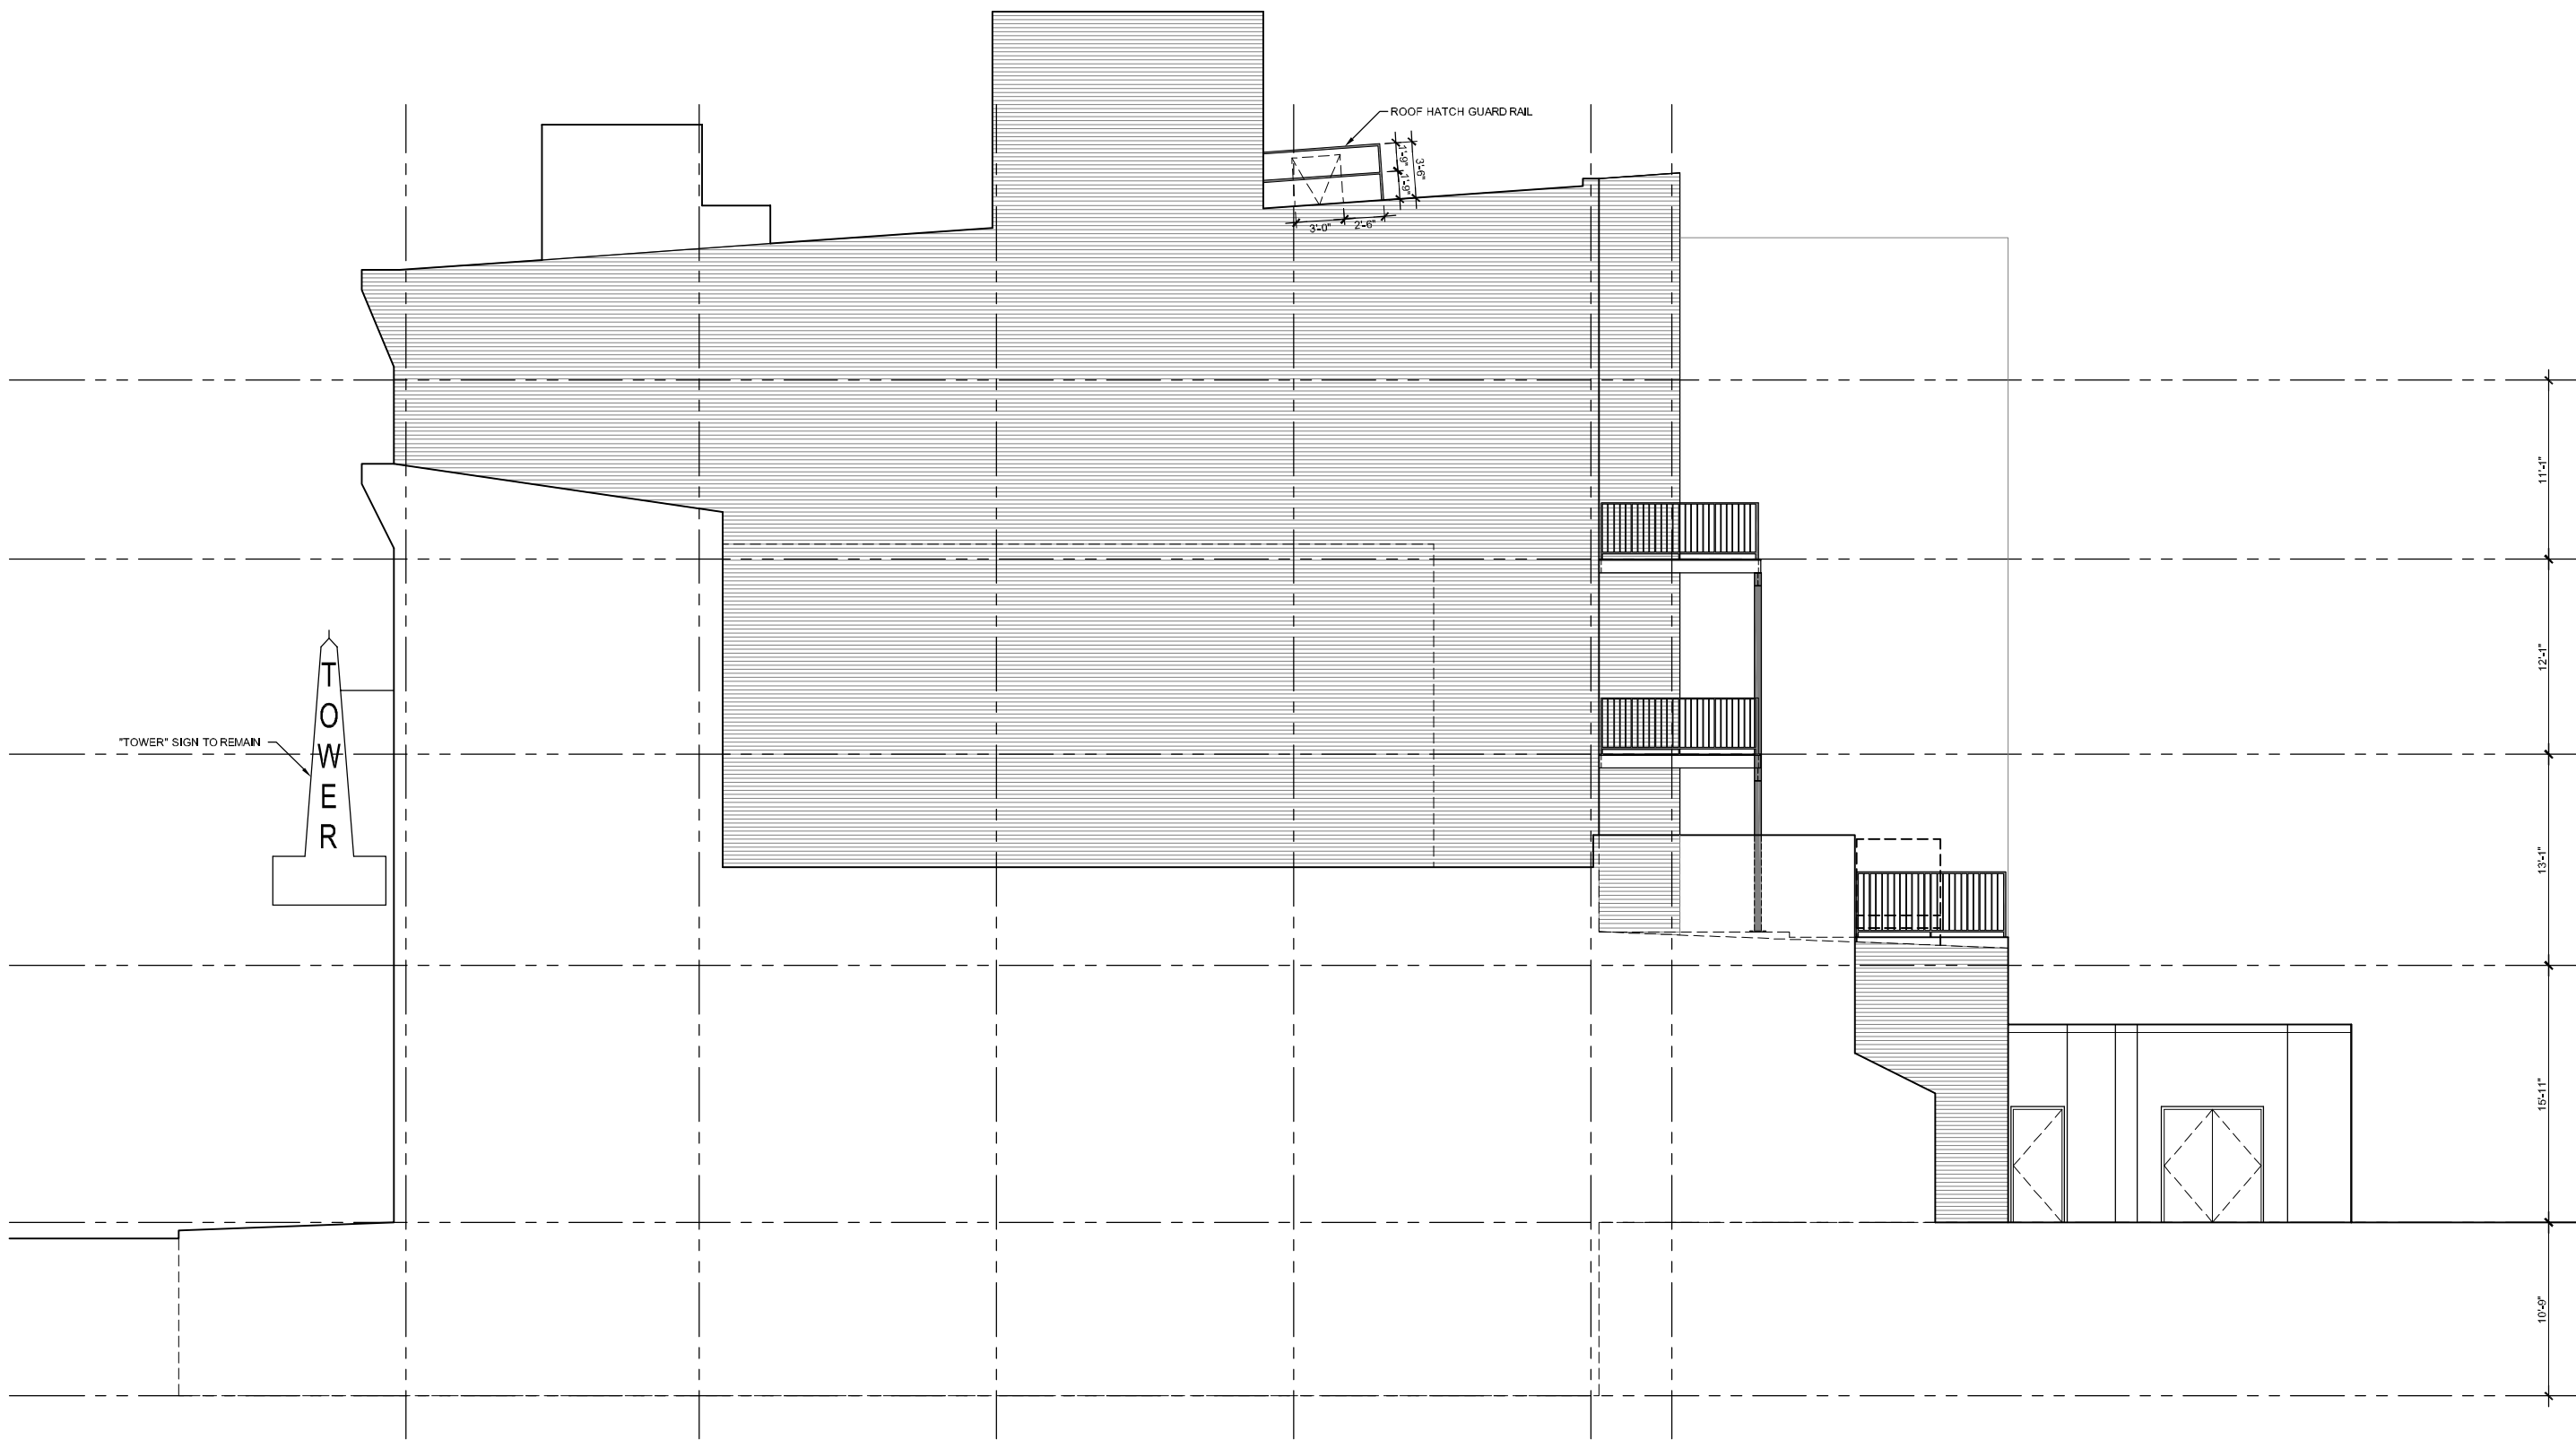 ROOF HATCH GUARD RAIL
1'-9"
3'-6"
1'-9"
3'-0"
2'-6"
11'-1"
12'-1"
T
O
W
E
R
"TOWER" SIGN TO REMAIN
13'-1"
15'-11"
10'-9"